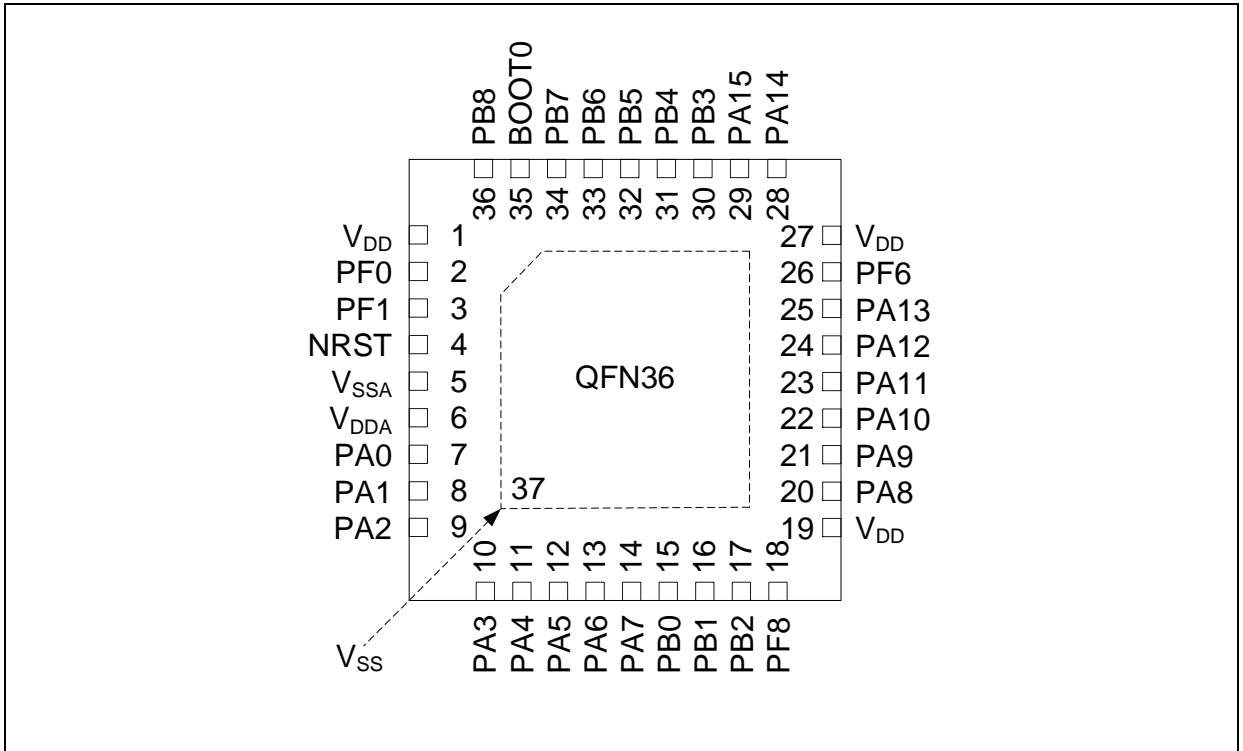 PB8 BOOT0 PB7 PB6 PB5 PB4 PB3 PA15 PA14
36 35 34 33 32 31 30 29 28
VDD 1 27 VDD
PF0 2 26 PF6
PF1 3 25 PA13
NRST 4 24 PA12
VSSA 5 QFN36 23 PA11
VDDA 6 22 PA10
PA0 7 21 PA9
PA1 8 37 20 PA8
PA2 9 19 VDD
10 11 12 13 14 15 16 17 18
PA3 PA4 PA5 PA6 PA7 PB0 PB1 PB2 PF8
VSS